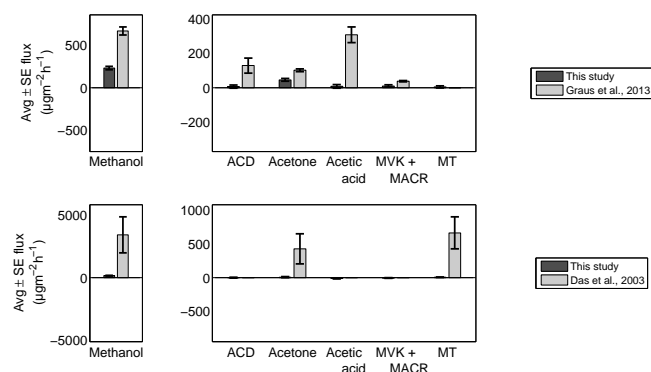 Avg ± SE flux
(µgm−2h−1)
500
0
−500
Methanol
400
200
0
−200
ACD
Acetone
Acetic
acid
MVK +
MACR
MT
This study
Graus et al., 2013
Avg ± SE flux
(µgm−2h−1)
5000
0
−5000
Methanol
1000
500
0
−500
ACD
Acetone
Acetic
acid
MVK +
MACR
MT
This study
Das et al., 2003